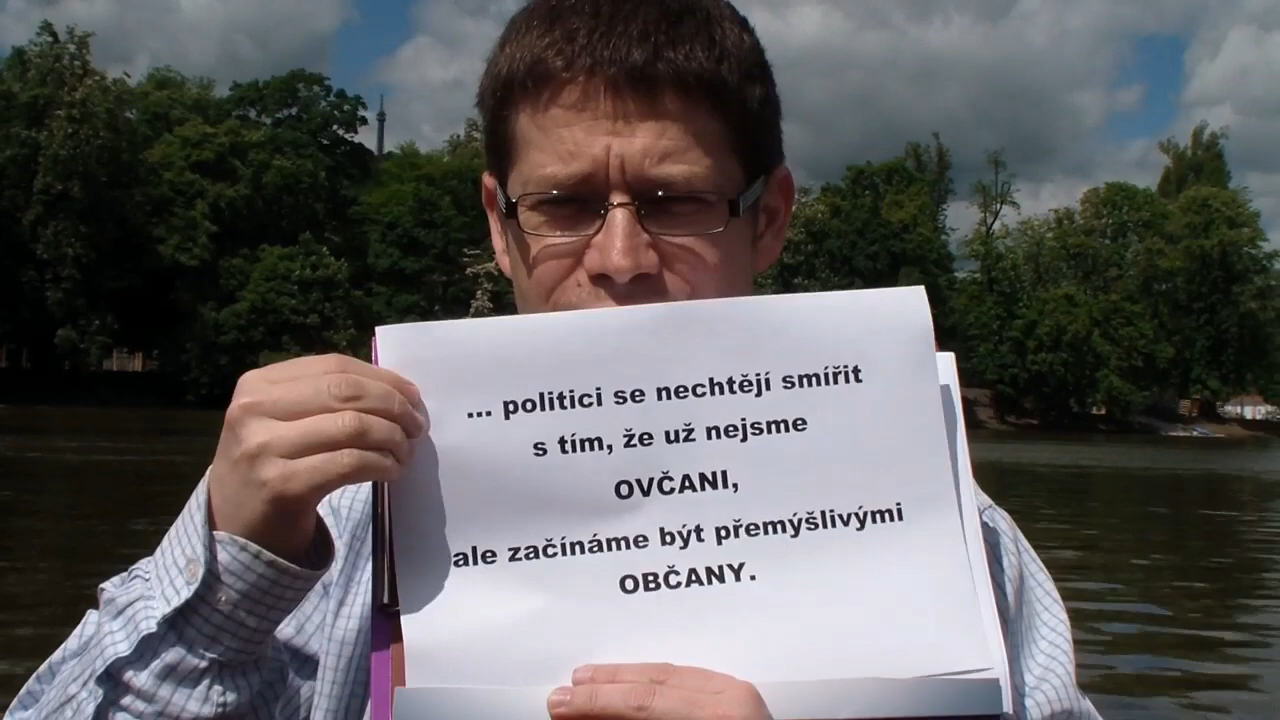 ... politici se nechtějí smířit
s tím, že už nejsme
OVČANI,
ale začínáme být přemýšlivými
OBČANY.